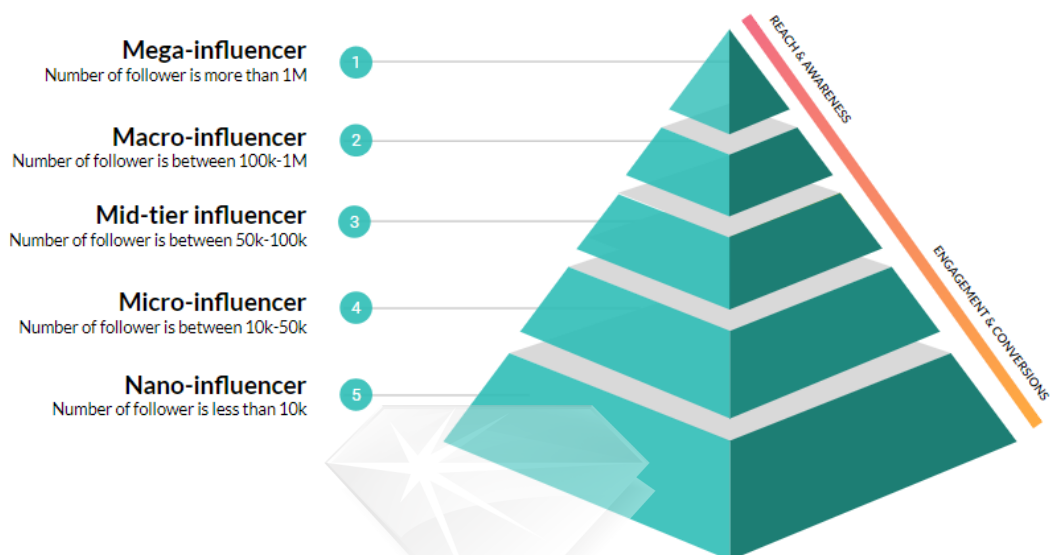 Mega-influencer
Number of follower is more than 1M
1
Macro-influencer
Number of follower is between 100k-1M
2
Mid-tier influencer
Number of follower is between 50k-100k
3
Micro-influencer
Number of follower is between 10k-50k
4
Nano-influencer
Number of follower is less than 10k
5
REACH & AWARENESS
ENGAGEMENT & CONVERSIONS